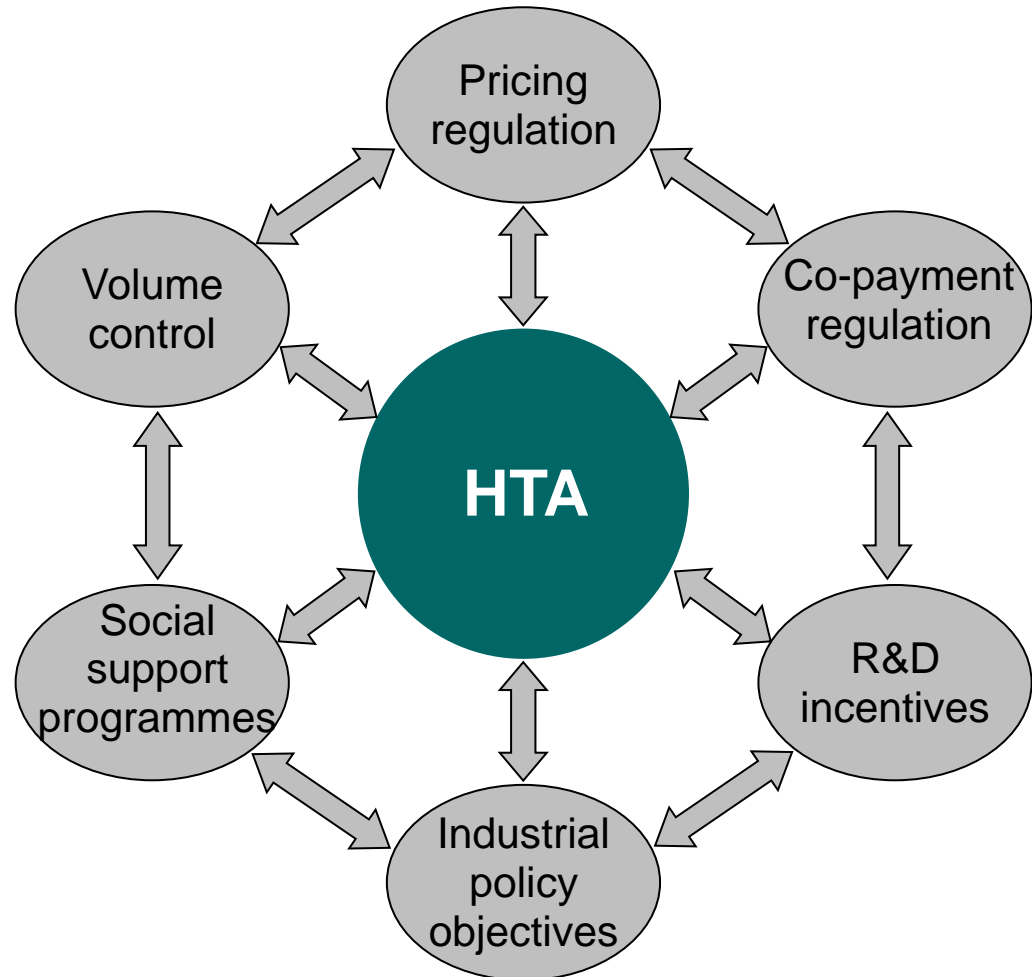 Pricing
regulation
Volume
control
Co-payment
regulation
HTA
Social
support
programmes
R&D
incentives
Industrial
policy
objectives